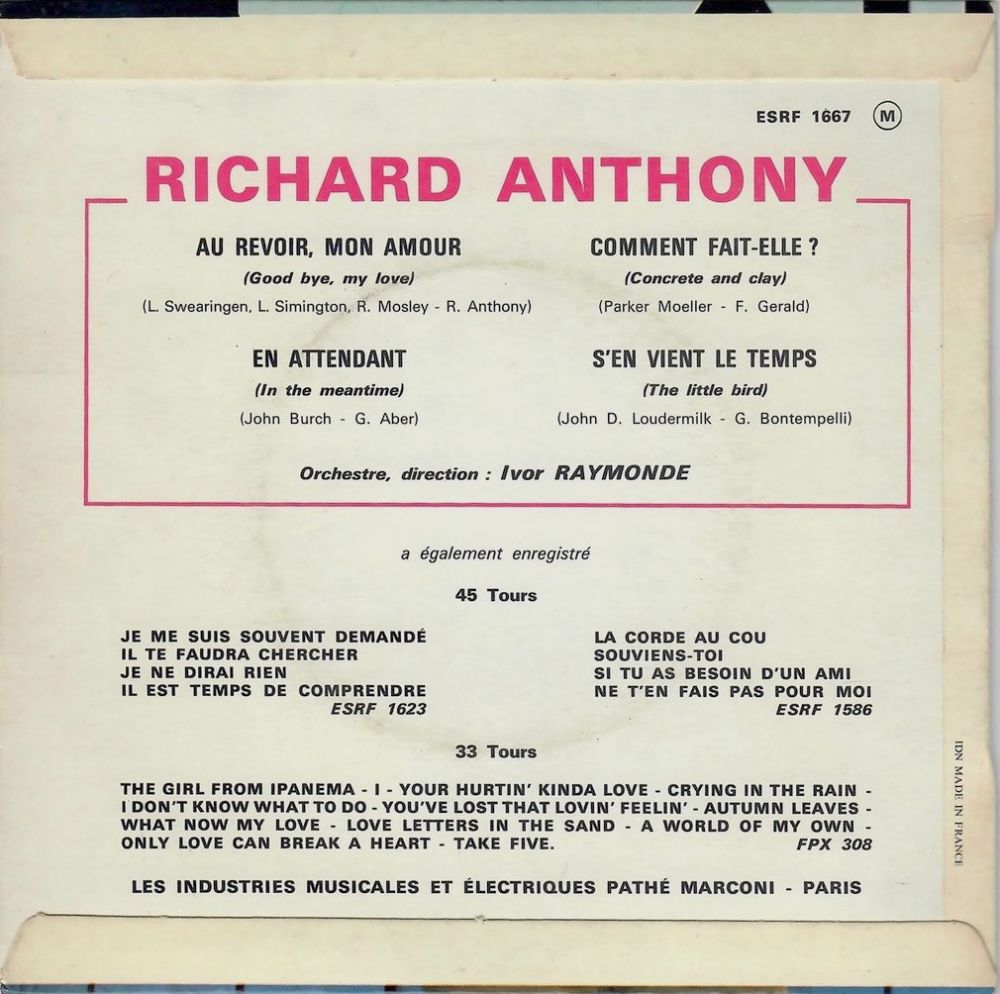 ESRF 1667 M
RICHARD ANTHONY
AU REVOIR, MON AMOUR
(Good bye, my love)
(L. Swearingen, L. Simington, R. Mosley - R. Anthony)
COMMENT FAIT-ELLE ?
(Concrete and clay)
(Parker Moeller - F. Gerald)
EN ATTENDANT
(In the meantime)
(John Burch - G. Aber)
S'EN VIENT LE TEMPS
(The little bird)
(John D. Loudermilk - G. Bontempelli)
Orchestre, direction : Ivor RAYMONDE
a également enregistré
45 Tours
JE ME SUIS SOUVENT DEMANDÉ
IL TE FAUDRA CHERCHER
JE NE DIRAI RIEN
IL EST TEMPS DE COMPRENDRE
ESRF 1623
LA CORDE AU COU
SOUVIENS-TOI
SI TU AS BESOIN D'UN AMI
NE T'EN FAIS PAS POUR MOI
ESRF 1586
33 Tours
THE GIRL FROM IPANEMA - I - YOUR HURTIN' KINDA LOVE - CRYING IN THE RAIN -
I DON'T KNOW WHAT TO DO - YOU'VE LOST THAT LOVIN' FEELIN' - AUTUMN LEAVES -
WHAT NOW MY LOVE - LOVE LETTERS IN THE SAND - A WORLD OF MY OWN -
ONLY LOVE CAN BREAK A HEART - TAKE FIVE. FPX 308
LES INDUSTRIES MUSICALES ET ÉLECTRIQUES PATHÉ MARCONI - PARIS
IDN MADE IN FRANCE